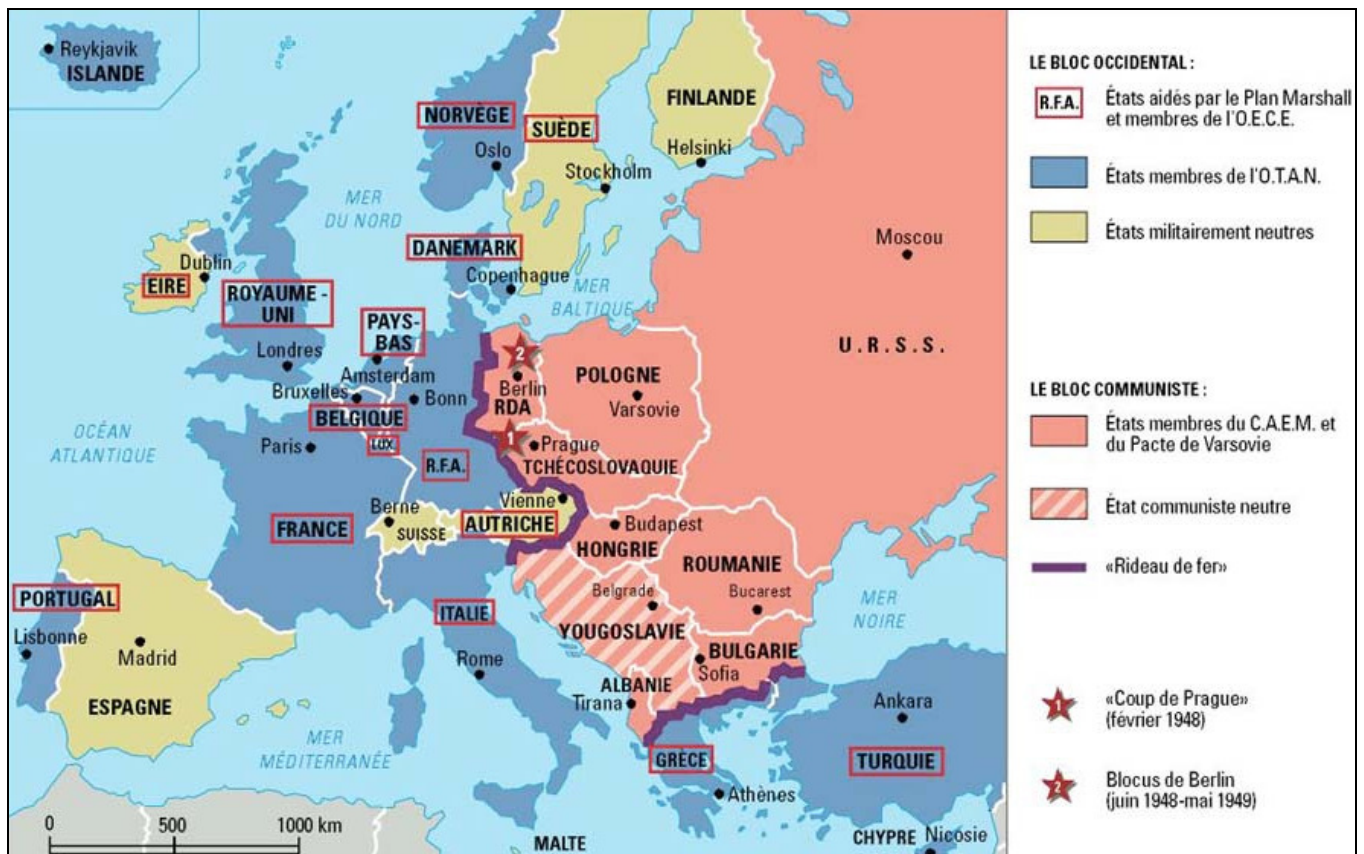 Reykjavik
ISLANDE
NORVÈGE
Oslo
SUÈDE
Stockholm
FINLANDE
Helsinki
MER
DU NORD
DANEMARK
Copenhague
MER
BALTIQUE
Moscou
U.R.S.S.
Dublin
EIRE
ROYAUME-
UNI
Londres
PAYS-
BAS
Amsterdam
Bruxelles
BELGIQUE
LUX
Bonn
R.F.A.
2
Berlin
RDA
POLOGNE
Varsovie
1
Prague
TCHÉCOSLOVAQUIE
OCÉAN
ATLANTIQUE
Paris
FRANCE
Berne
SUISSE
Vienne
AUTRICHE
Budapest
HONGRIE
ROUMANIE
Bucarest
Belgrade
YOUGOSLAVIE
BULGARIE
Sofia
MER
NOIRE
PORTUGAL
Lisbonne
Madrid
ESPAGNE
ITALIE
Rome
ALBANIE
Tirana
Ankara
TURQUIE
GRÈCE
Athènes
MER
MÉDITERRANÉE
MALTE
CHYPRE
Nicosie
0 500 1000 km
LE BLOC OCCIDENTAL :
R.F.A.
États aidés par le Plan Marshall
et membres de l'O.E.C.E.
États membres de l'O.T.A.N.
États militairement neutres
LE BLOC COMMUNISTE :
États membres du C.A.E.M. et
du Pacte de Varsovie
État communiste neutre
«Rideau de fer»
1
«Coup de Prague»
(février 1948)
2
Blocus de Berlin
(juin 1948-mai 1949)